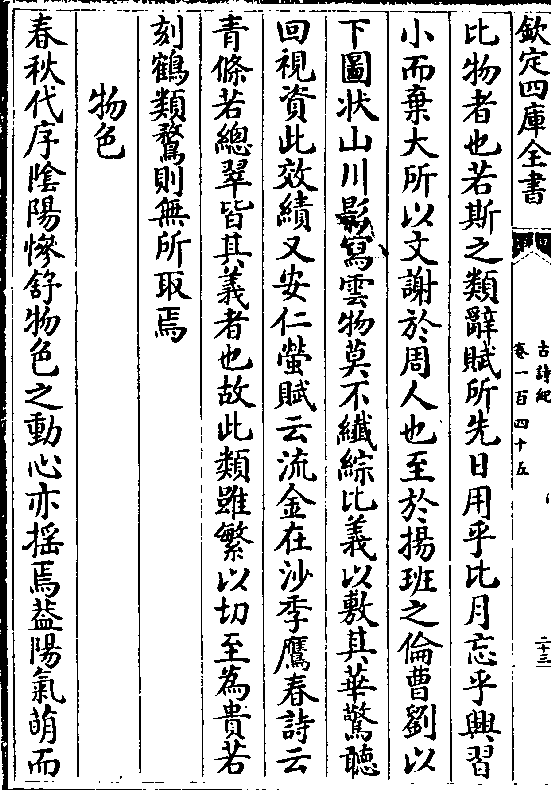 欽定四庫全書
古詩紀
卷一百四十五
二十三
比物者也若斯之類辭賦所先日用乎比月忘乎興習
小而棄大所以文謝於周人也至於揚班之倫曹劉以
下圖狀山川影寫雲物莫不纖綜比義以敷其華驚聽
回視資此效績又安仁螢賦云流金在沙季鷹春詩云
青條若總翠皆其義者也故此類雖繁以切至為貴若
刻鶴類鶩則無所取焉
物色
春秋代序陰陽慘舒物色之動心亦揺焉葢陽氣萌而